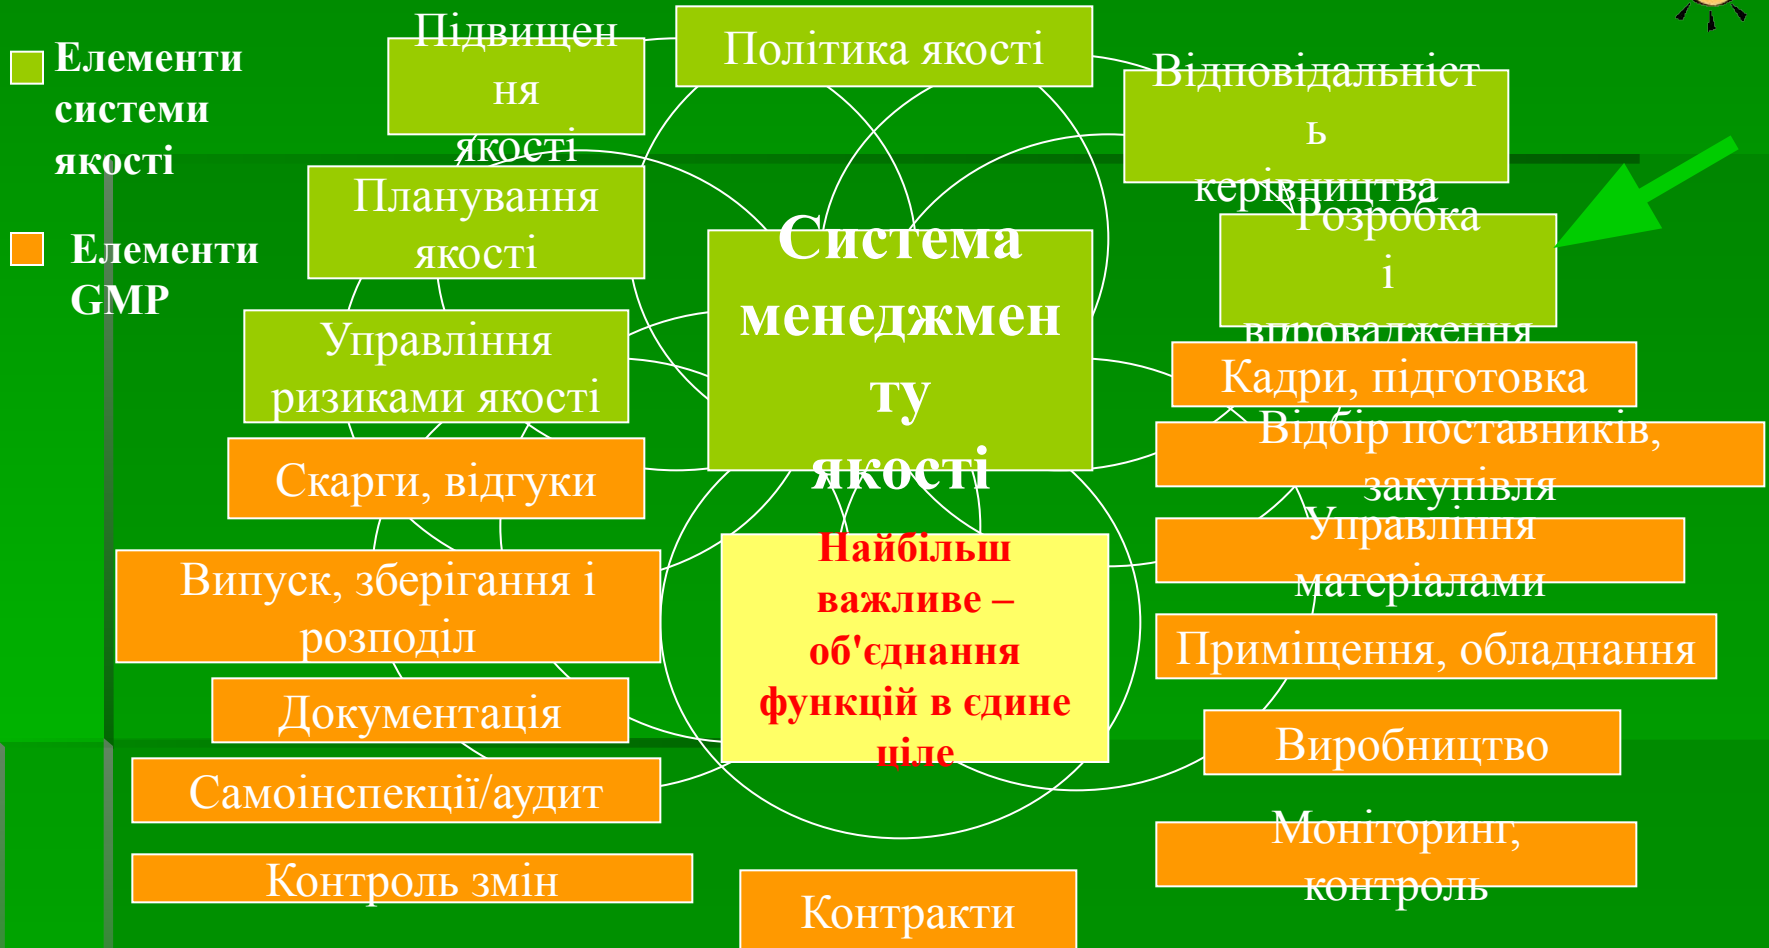 Елементи
системи
якості
Елементи
GMP
Підвищен
ня
якості
Політика якості
Відповідальніст
ь
керівництва
Планування
якості
Розробка
і
впровадження
Управління
ризиками якості
Система
менеджмен
ту
якості
Кадри, підготовка
Відбір поставників,
закупівля
Скарги, відгуки
Управління
матеріалами
Випуск, зберігання і
розподіл
Найбільш
важливе –
об'єднання
функцій в єдине
ціле
Приміщення, обладнання
Документація
Виробництво
Самоінспекції/аудит
Моніторинг,
контроль
Контроль змін
Контракти